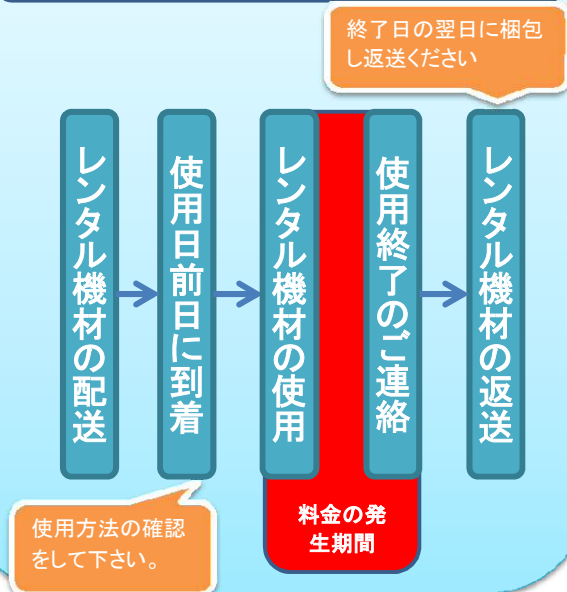 終了日の翌日に梱包
し返送ください
レンタル機材の配送
使用日前日に到着
レンタル機材の使用
使用終了のご連絡
レンタル機材の返送
使用方法の確認
をして下さい。
料金の発
生期間